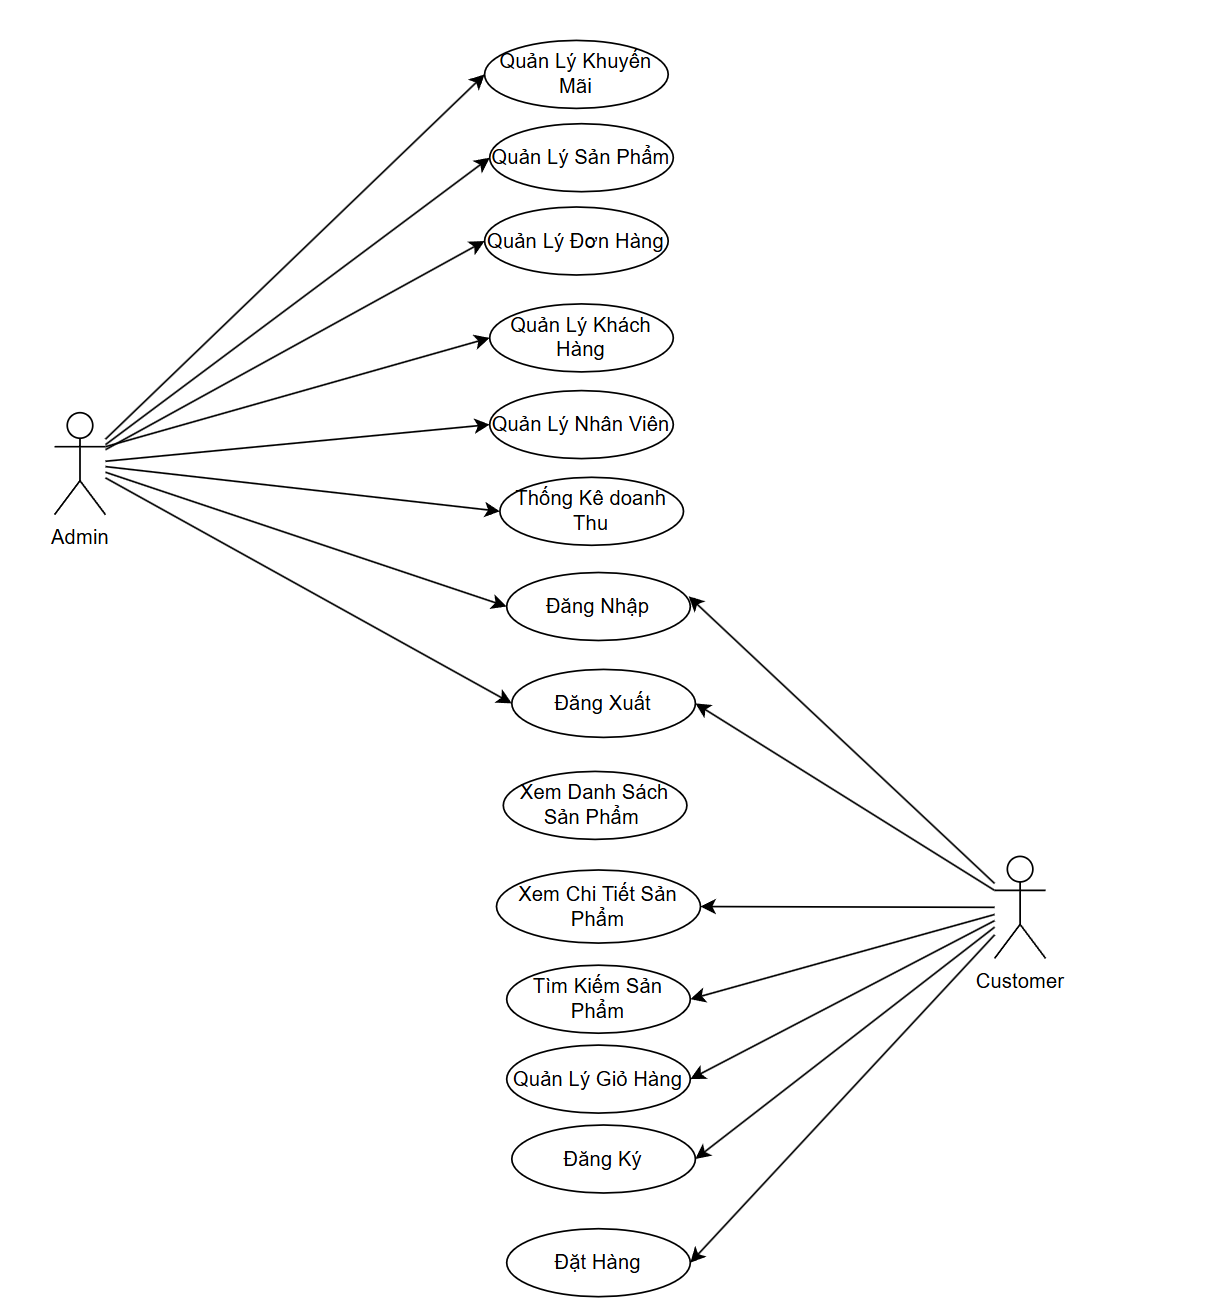 Quản Lý Khuyến
Mãi
Quản Lý Sản Phẩm
Quản Lý Đơn Hàng
Quản Lý Khách
Hàng
Quản Lý Nhân Viên
Thống Kê doanh
Thu
Admin
Đăng Nhập
Đăng Xuất
Xem Danh Sách
Sản Phẩm
Xem Chi Tiết Sản
Phẩm
Customer
Tìm Kiếm Sản
Phẩm
Quản Lý Giỏ Hàng
Đăng Ký
Đặt Hàng